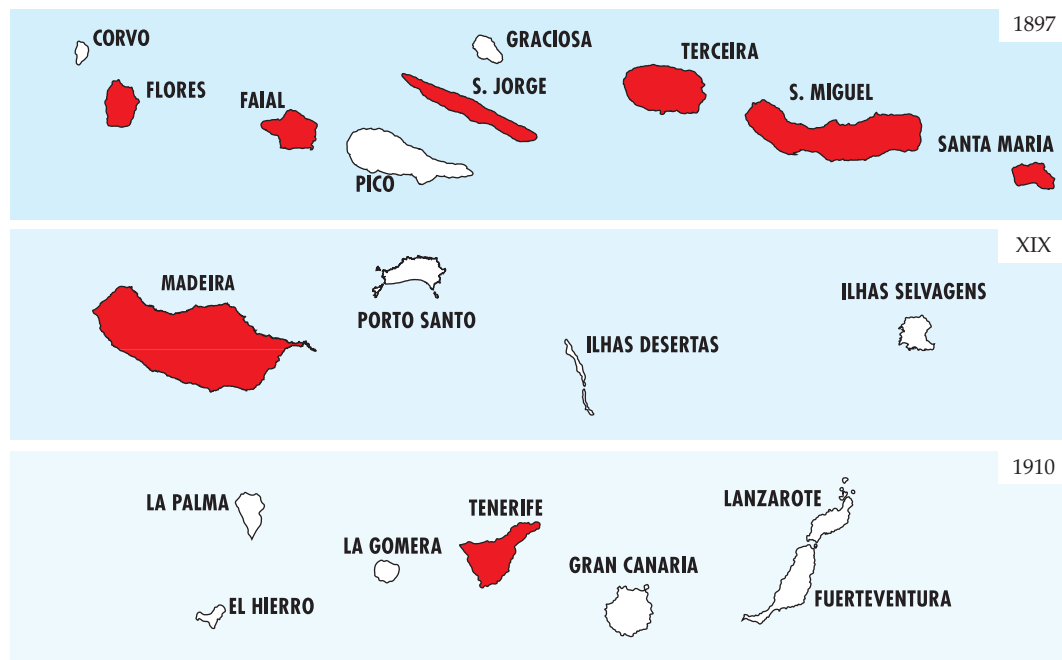 1897
CORVO
GRACIOSA
TERCEIRA
FLORES
FAIAL
S. JORGE
S. MIGUEL
SANTA MARIA
PICO
XIX
MADEIRA
PORTO SANTO
ILHAS SELVAGENS
ILHAS DESERTAS
1910
LA PALMA
TENERIFE
LANZAROTE
LA GOMERA
GRAN CANARIA
EL HIERRO
FUERTEVENTURA